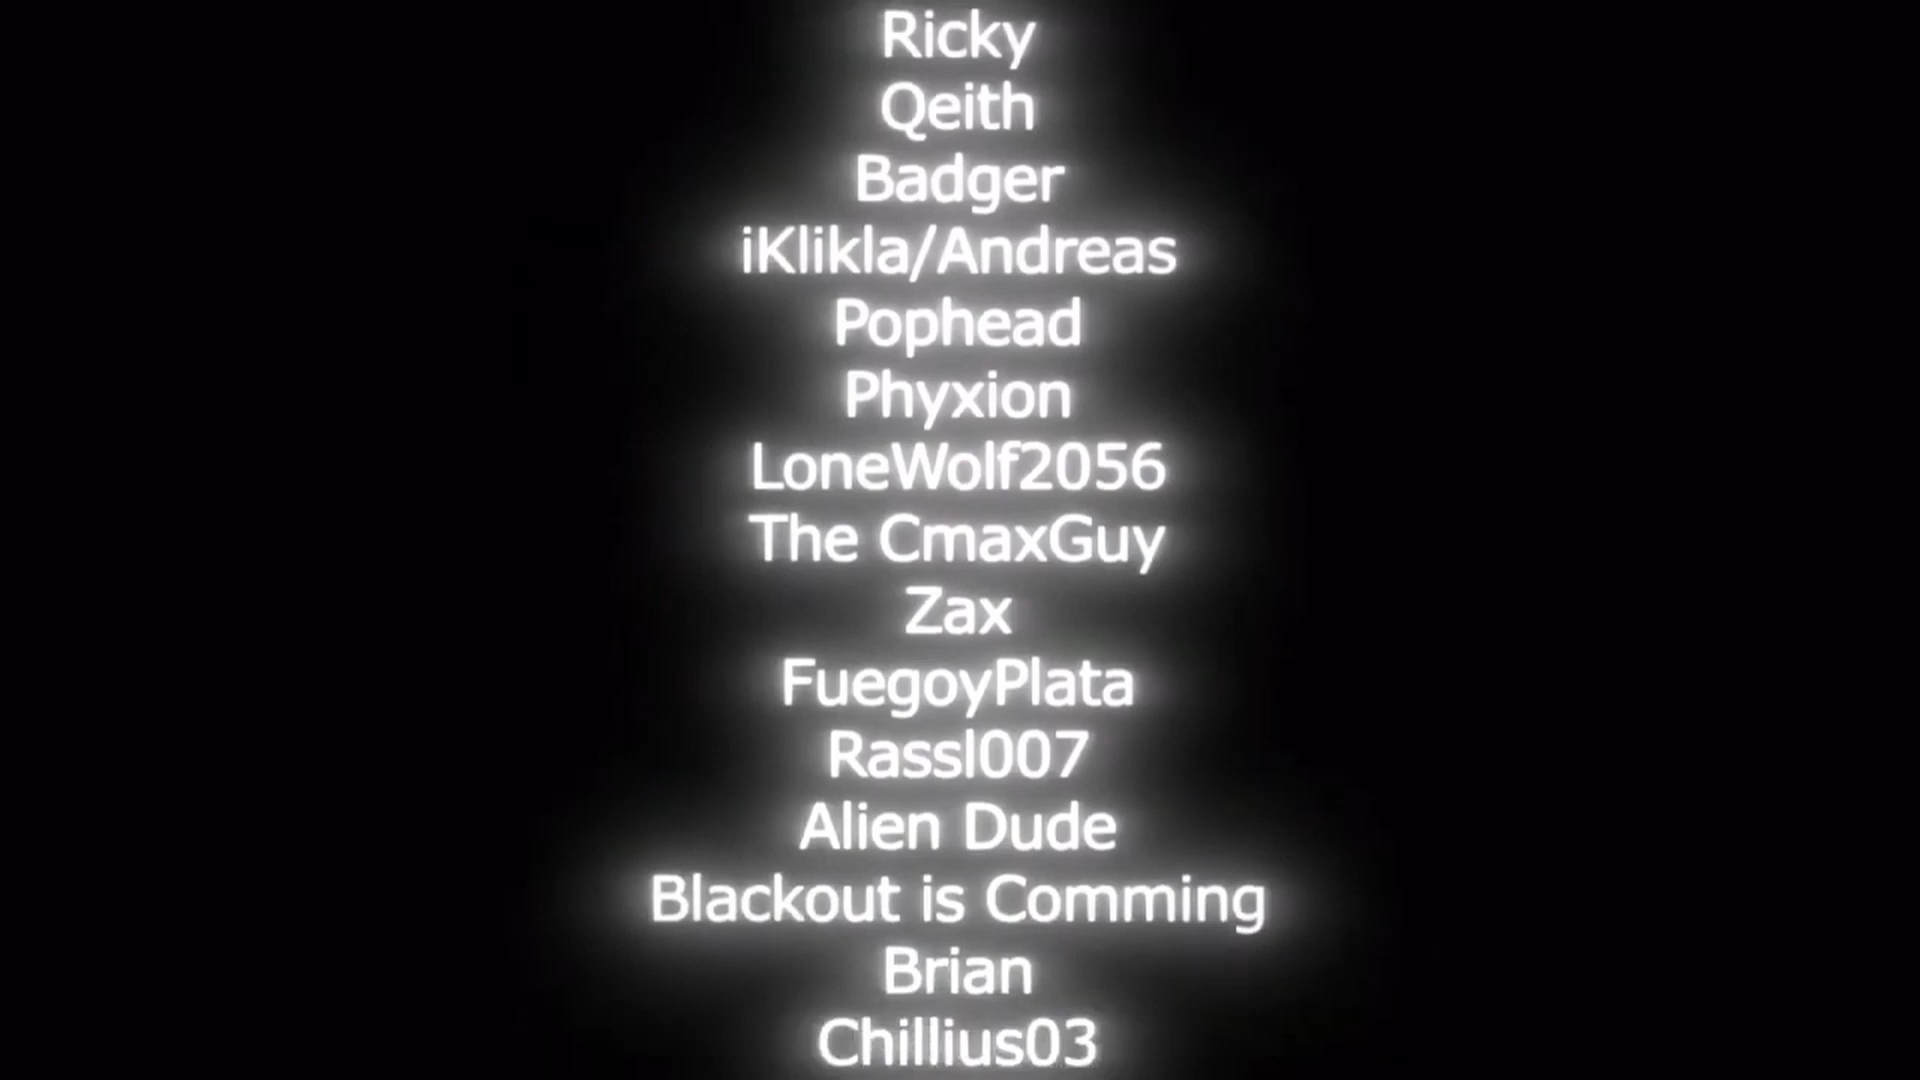 Ricky
Qeith
Badger
iKlikla/Andreas
Pophead
Phyxion
LoneWolf2056
The CmaxGuy
Zax
FuegoyPlata
Rassl007
Alien Dude
Blackout is Comming
Brian
Chillius03